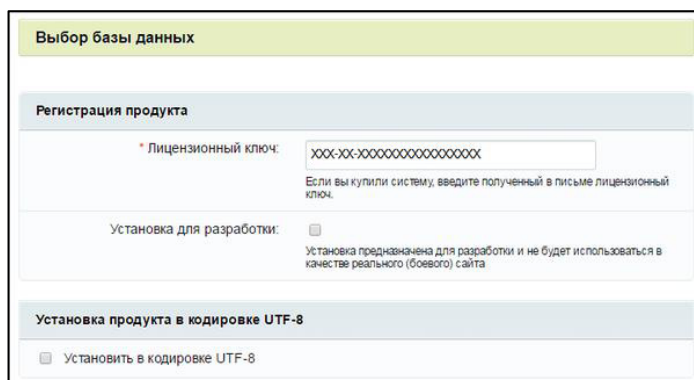 Выбор базы данных
Регистрация продукта
* Лицензионный ключ:
XXX-XX-XXXXXXXXXXXXXXXXX
Если вы купили систему, введите полученный в письме лицензионный
ключ.
Установка для разработки:
Установка предназначена для разработки и не будет использоваться в
качестве реального (боевого) сайта
Установка продукта в кодировке UTF-8
Установить в кодировке UTF-8